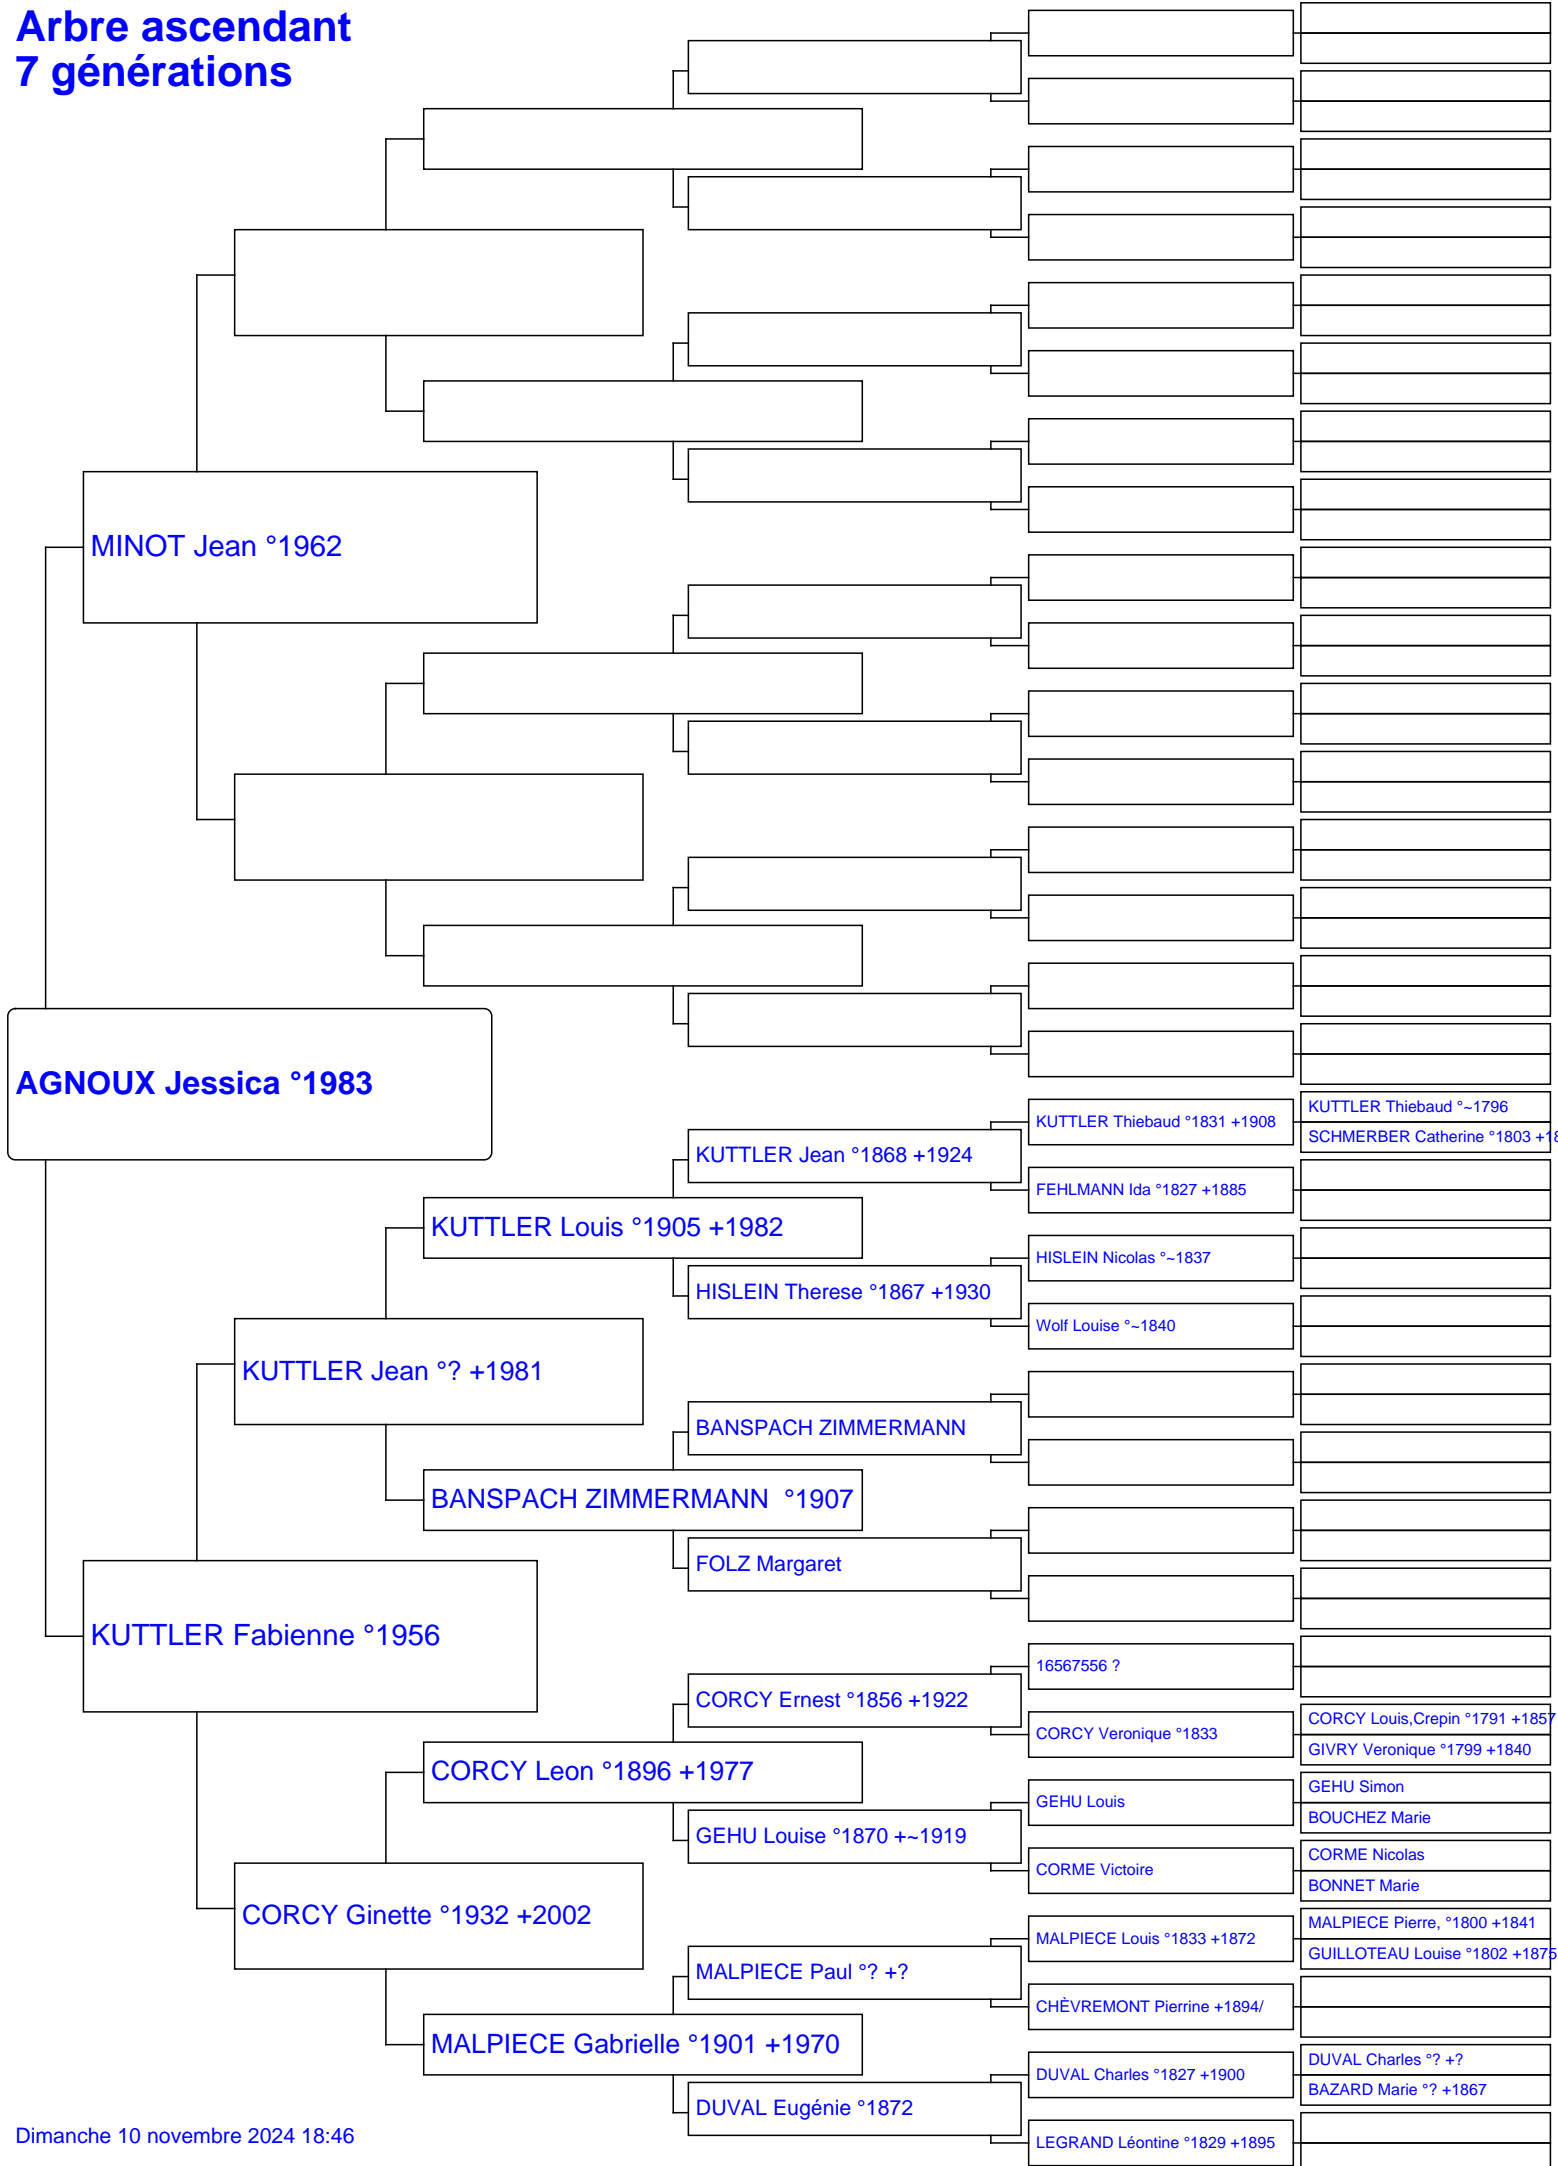 Arbre ascendant
7 générations
MINOT Jean °1962
AGNOUX Jessica °1983
KUTTLER Thiebaud °~1796
KUTTLER Thiebaud °1831 +1908
SCHMERBER Catherine °1803 +18
KUTTLER Jean °1868 +1924
FEHLMANN Ida °1827 +1885
KUTTLER Louis °1905 +1982
HISLEIN Nicolas °~1837
HISLEIN Therese °1867 +1930
Wolf Louise °~1840
KUTTLER Jean °? +1981
BANSPACH ZIMMERMANN
BANSPACH ZIMMERMANN °1907
FOLZ Margaret
KUTTLER Fabienne °1956
16567556 ?
CORCY Ernest °1856 +1922
CORCY Louis,Crepin °1791 +1857
CORCY Veronique °1833
GIVRY Veronique °1799 +1840
CORCY Leon °1896 +1977
GEHU Simon
GEHU Louis
BOUCHEZ Marie
GEHU Louise °1870 +~1919
CORME Nicolas
CORME Victoire
BONNET Marie
CORCY Ginette °1932 +2002
MALPIECE Pierre, °1800 +1841
MALPIECE Louis °1833 +1872
GUILLOTEAU Louise °1802 +1875
MALPIECE Paul °? +?
CHÈVREMONT Pierrine +1894/
MALPIECE Gabrielle °1901 +1970
DUVAL Charles °? +?
DUVAL Charles °1827 +1900
BAZARD Marie °? +1867
DUVAL Eugénie °1872
LEGRAND Léontine °1829 +1895
Dimanche 10 novembre 2024 18:46